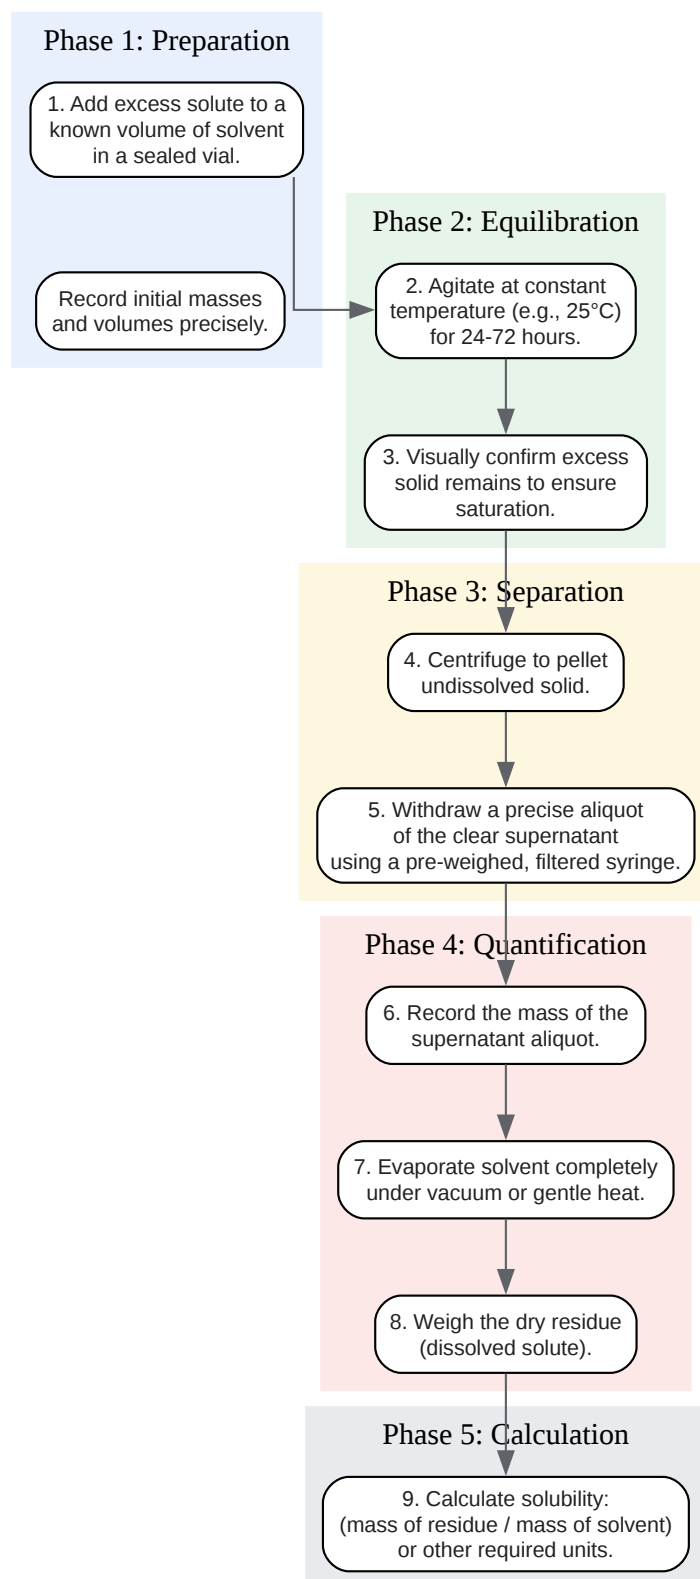 Phase 1: Preparation
1. Add excess solute to a
known volume of solvent
in a sealed vial.
Record initial masses
and volumes precisely.
Phase 2: Equilibration
2. Agitate at constant
temperature (e.g., 25°C)
for 24-72 hours.
3. Visually confirm excess
solid remains to ensure
saturation.
Phase 3: Separation
4. Centrifuge to pellet
undissolved solid.
5. Withdraw a precise aliquot
of the clear supernatant
using a pre-weighed, filtered syringe.
Phase 4: Quantification
6. Record the mass of the
supernatant aliquot.
7. Evaporate solvent completely
under vacuum or gentle heat.
8. Weigh the dry residue
(dissolved solute).
Phase 5: Calculation
9. Calculate solubility:
(mass of residue / mass of solvent)
or other required units.